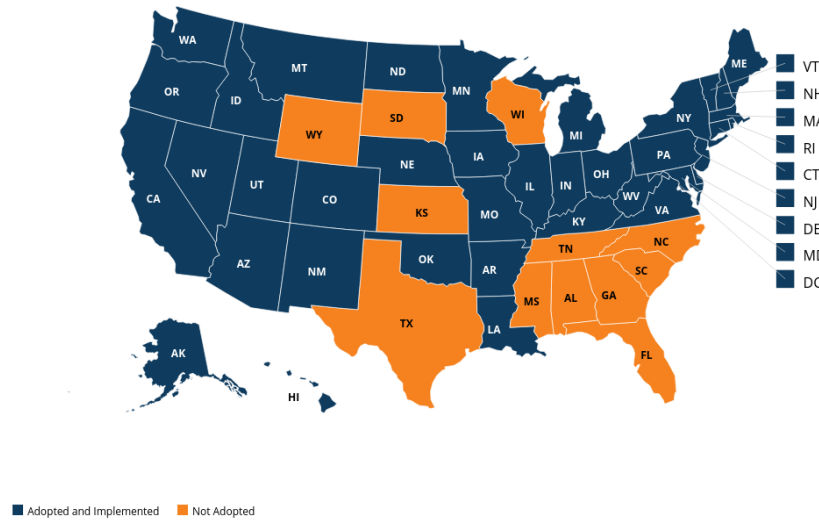 WA
ME
VT
MT
ND
NH
OR
MN
ID
WI
SD
NY
MA
WY
MI
RI
IA
PA
NE
CT
NV
OH
UT
IL
IN
NJ
CO
WV
CA
VA
KS
MO
KY
DE
NC
TN
MD
OK
AZ
NM
AR
SC
DC
MS
AL
GA
TX
LA
AK
FL
HI
Adopted and Implemented
Not Adopted